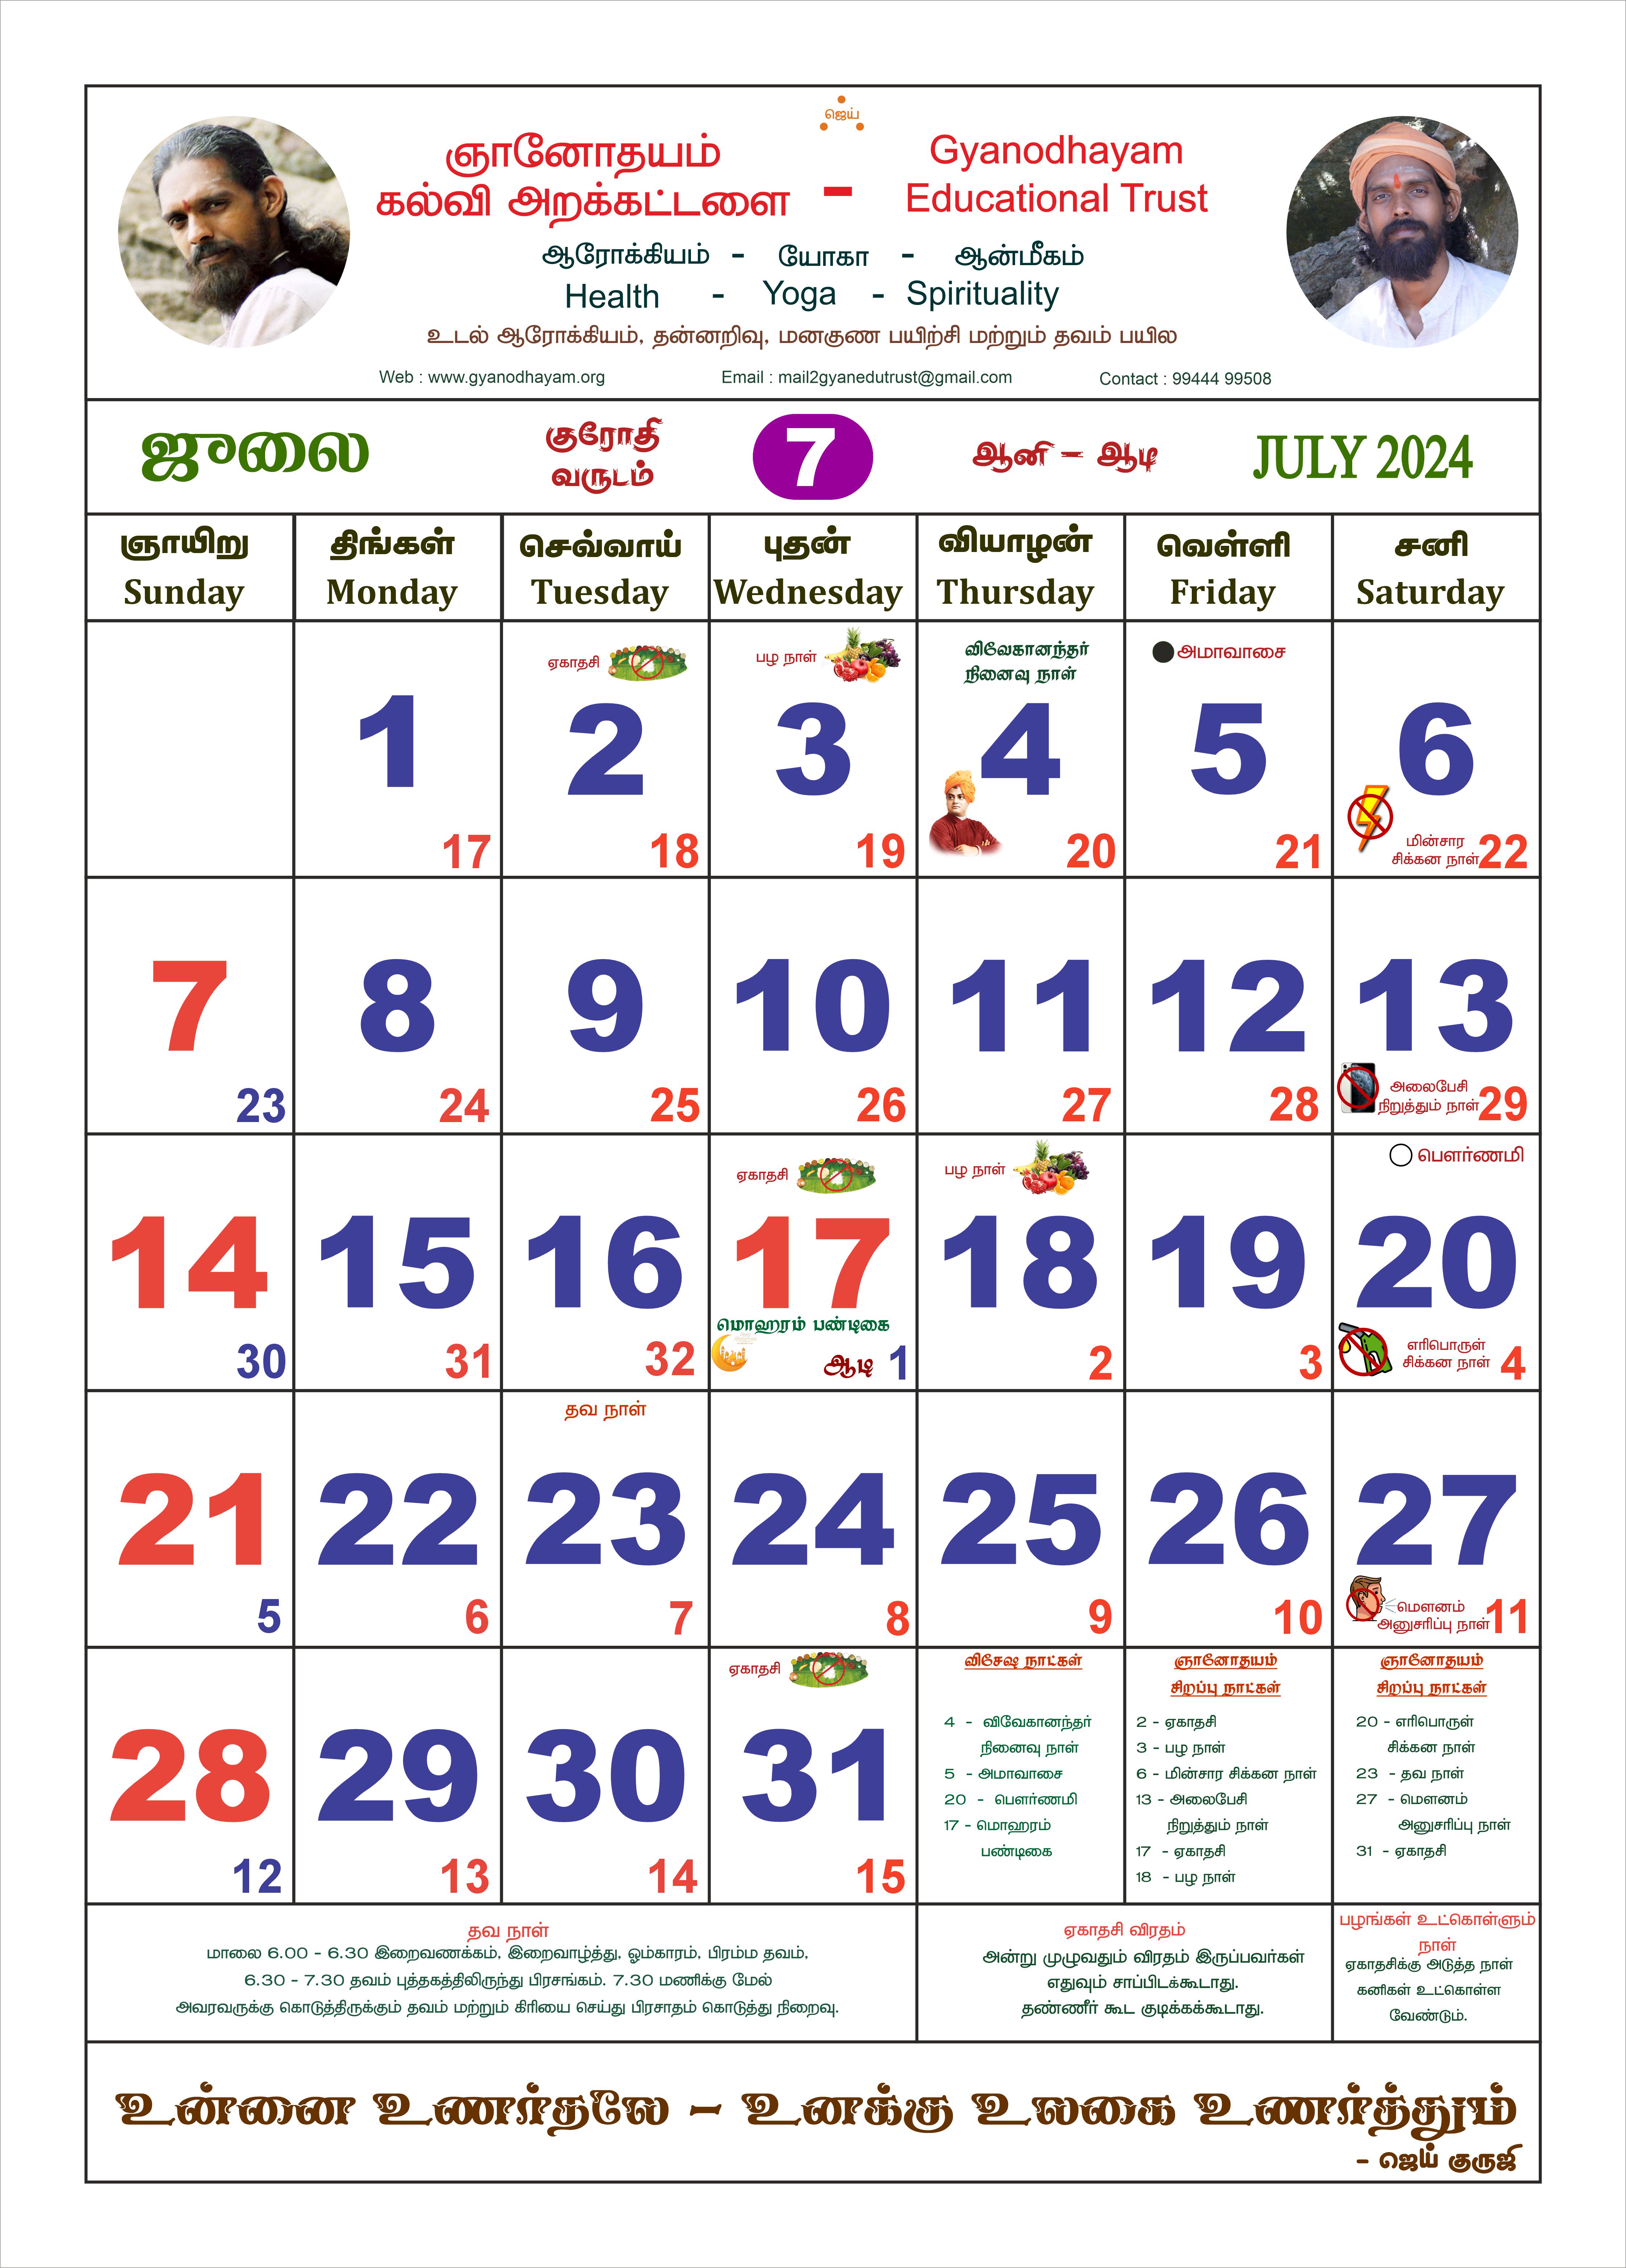 ஜெய்
ஞானோதயம்
கல்வி அறக்கட்டளை - Gyanodhayam
Educational Trust
ஆரோக்கியம் - யோகா - ஆன்மீகம்
Health - Yoga - Spirituality
உடல் ஆரோக்கியம், தன்னறிவு, மனகுண பயிற்சி மற்றும் தவம் பயில
Web : www.gyanodhayam.org Email : mail2gyanedutrust@gmail.com Contact : 99444 99508
ஜுலை குரோதி வருடம் 7 ஆனி – ஆடி JULY 2024
ஞாயிறு திங்கள் செவ்வாய் புதன் வியாழன் வெள்ளி சனி
Sunday Monday Tuesday Wednesday Thursday Friday Saturday
ஏகாதசி பழ நாள் விவேகானந்தர் நினைவு நாள் அமாவாசை
1 2 3 4 5 6
மின்சார சிக்கன நாள்
17 18 19 20 21 22
7 8 9 10 11 12 13
அலைபேசி நிறுத்தும் நாள்
23 24 25 26 27 28 29
ஏகாதசி பழ நாள் பௌர்ணமி
14 15 16 17 18 19 20
மொஹரம் பண்டிகை எரிபொருள் சிக்கன நாள்
30 31 32 ஆடி 1 2 3 4
தவ நாள்
21 22 23 24 25 26 27
மௌனம் அனுசரிப்பு நாள்
5 6 7 8 9 10 11
ஏகாதசி
28 29 30 31
12 13 14 15
விசேஷ நாட்கள்
4 - விவேகானந்தர்
நினைவு நாள்
5 - அமாவாசை
20 - பௌர்ணமி
17 - மொஹரம்
பண்டிகை
ஞானோதயம்
சிறப்பு நாட்கள்
2 - ஏகாதசி
3 - பழ நாள்
6 - மின்சார சிக்கன நாள்
13 - அலைபேசி
நிறுத்தும் நாள்
17 - ஏகாதசி
18 - பழ நாள்
ஞானோதயம்
சிறப்பு நாட்கள்
20 - எரிபொருள்
சிக்கன நாள்
23 - தவ நாள்
27 - மௌனம்
அனுசரிப்பு நாள்
31 - ஏகாதசி
தவ நாள்
மாலை 6.00 - 6.30 இறைவணக்கம், இறைவாழ்த்து, ஓம்காரம், பிரம்ம தவம்,
6.30 - 7.30 தவம் புத்தகத்திலிருந்து பிரசங்கம். 7.30 மணிக்கு மேல்
அவரவருக்கு கொடுத்திருக்கும் தவம் மற்றும் கிரியை செய்து பிரசாதம் கொடுத்து நிறைவு.
ஏகாதசி விரதம்
அன்று முழுவதும் விரதம் இருப்பவர்கள்
எதுவும் சாப்பிடக்கூடாது.
தண்ணீர் கூட குடிக்கக்கூடாது.
பழங்கள் உட்கொள்ளும்
நாள்
ஏகாதசிக்கு அடுத்த நாள்
கனிகள் உட்கொள்ள
வேண்டும்.
உன்னை உணர்தலே – உனக்கு உலகை உணர்த்தும்
- ஜெய் குருஜி